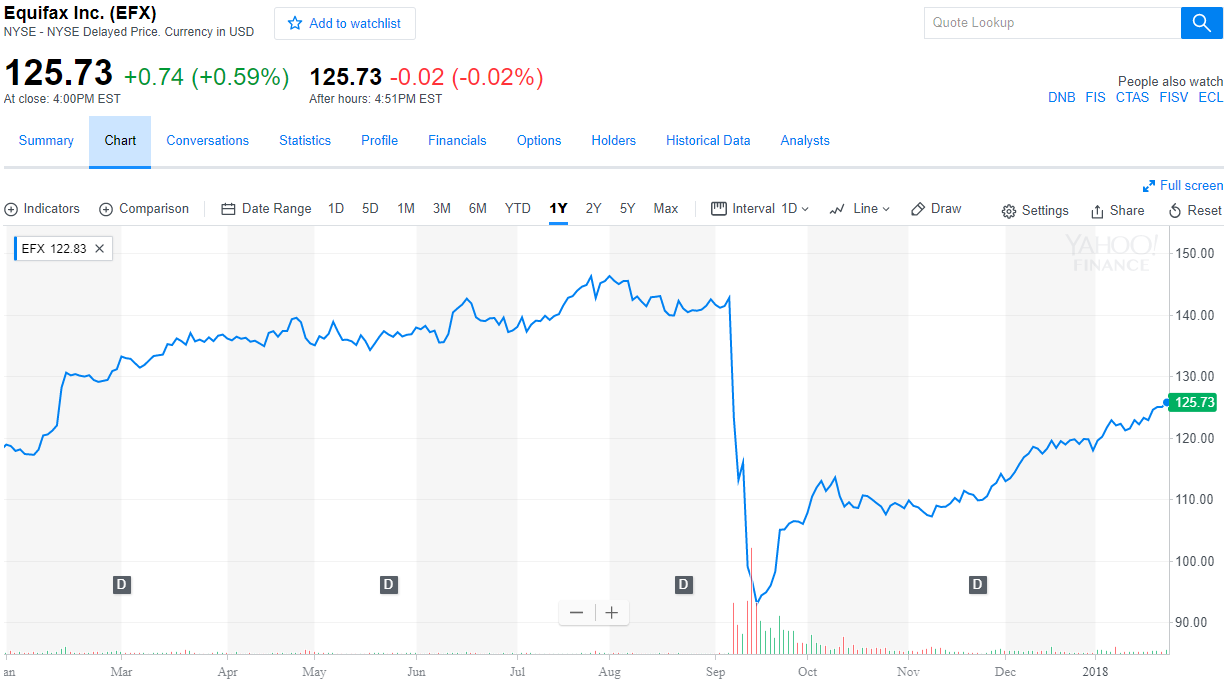 Equifax Inc. (EFX)
NYSE - NYSE Delayed Price. Currency in USD
Add to watchlist
Quote Lookup
125.73 +0.74 (+0.59%)
At close: 4:00PM EST
125.73 -0.02 (-0.02%)
After hours: 4:51PM EST
People also watch
DNB FIS CTAS FISV ECL
Summary Chart Conversations Statistics Profile Financials Options Holders Historical Data Analysts
Full screen
Indicators Comparison Date Range 1D 5D 1M 3M 6M YTD 1Y 2Y 5Y Max Interval 1D Line Draw Settings Share Reset
EFX 122.83
YAHOO!
FINANCE
150.00
140.00
130.00
125.73
120.00
110.00
100.00
90.00
D D D D
an Mar Apr May Jun Jul Aug Sep Oct Nov Dec 2018